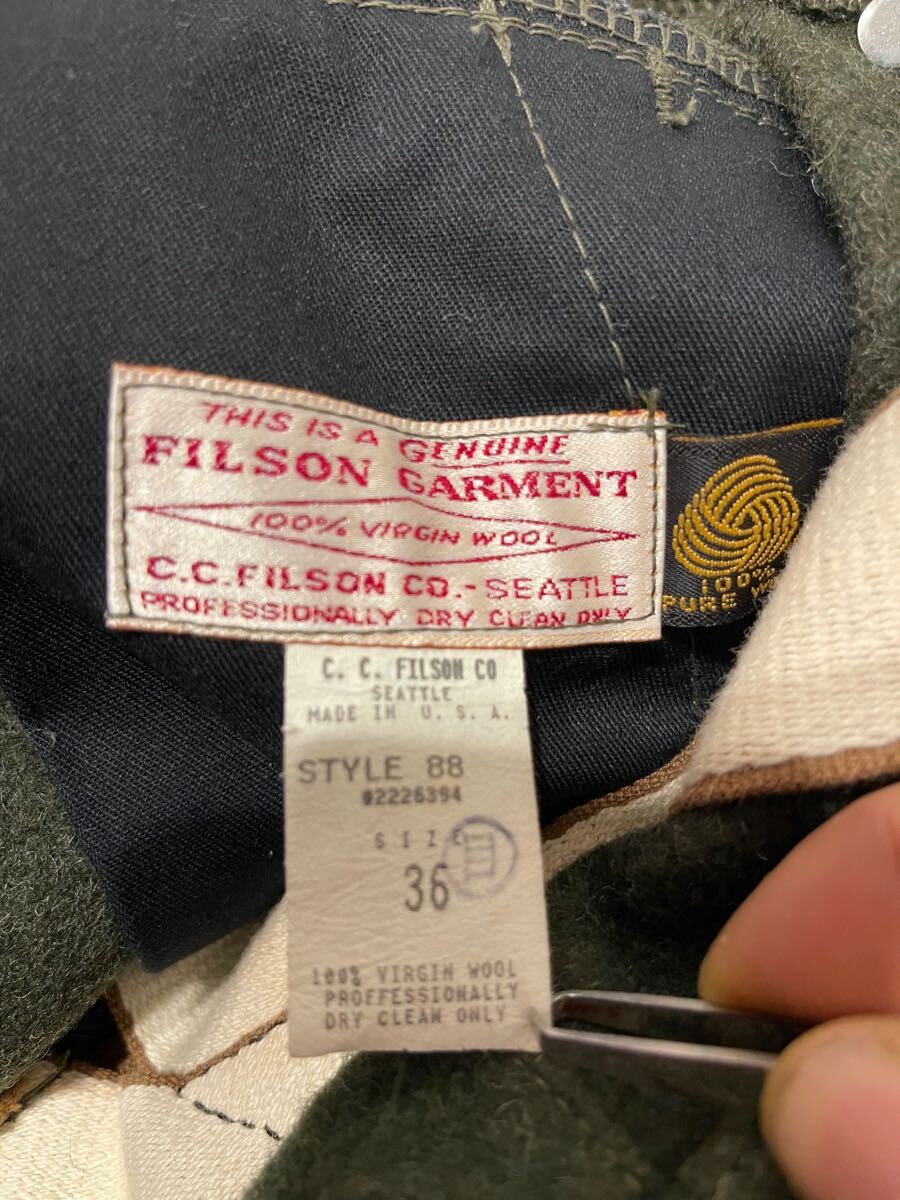 THIS IS A GENUINE
FILSON GARMENT
100% VIRGIN WOOL
C.C.FILSON CO.-SEATTLE
PROFESSIONALLY DRY CLEAN ONLY
100%
PURE
C. C. FILSON CO
SEATTLE
MADE IN U. S. A.
STYLE 88
#2226394
SIZE
36
100% VIRGIN WOOL
PROFFESSIONALLY
DRY CLEAN ONLY